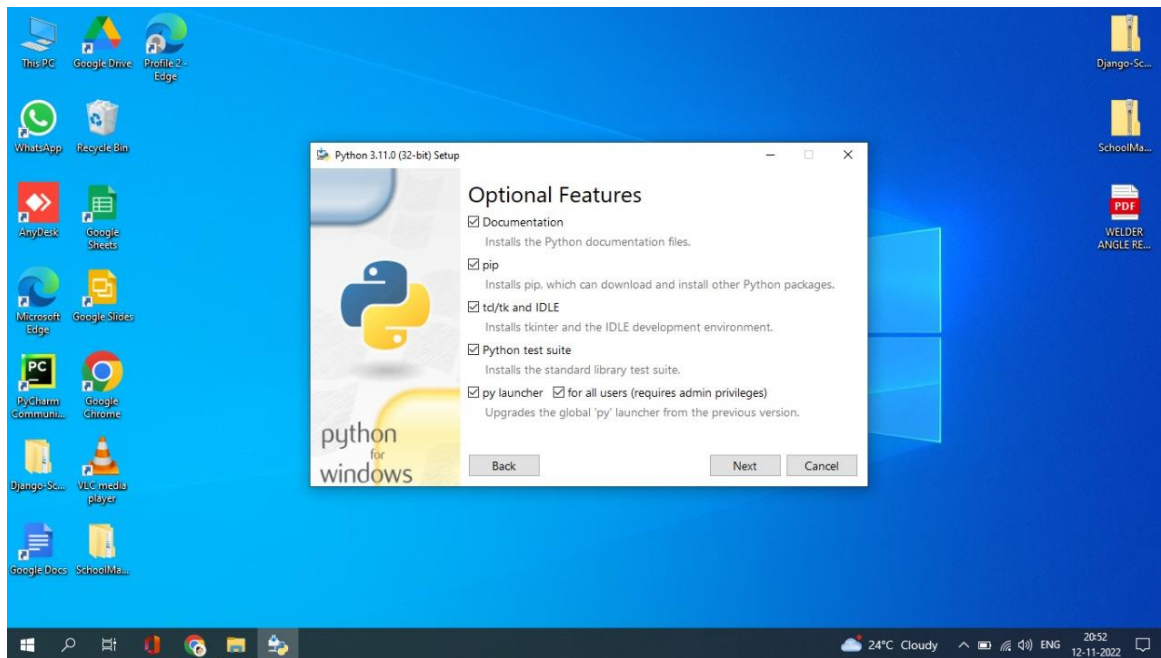 This PC
Google Drive
Profile 2 -
Edge
WhatsApp
Recycle Bin
AnyDesk
Google
Sheets
Microsoft
Edge
Google Slides
PC
PyCharm
Communi...
Google
Chrome
Django-Sc...
VLC media
player
Google Docs
SchoolMa...
Django-Sc...
SchoolMa...
PDF
WELDER
ANGLE RE...
Python 3.11.0 (32-bit) Setup
Optional Features
Documentation
Installs the Python documentation files.
pip
Installs pip, which can download and install other Python packages.
tcl/tk and IDLE
Installs tkinter and the IDLE development environment.
Python test suite
Installs the standard library test suite.
py launcher for all users (requires admin privileges)
Upgrades the global 'py' launcher from the previous version.
python
for
windows
Back
Next
Cancel
24°C Cloudy
ENG
20:52
12-11-2022